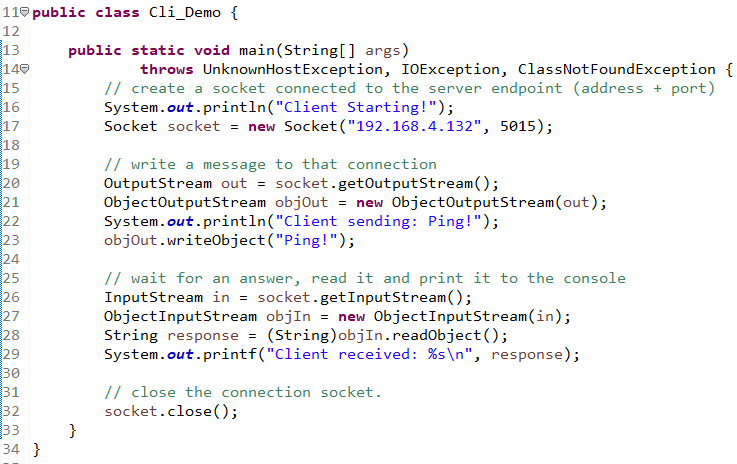 11 public class Cli_Demo {
12
13     public static void main(String[] args)
14             throws UnknownHostException, IOException, ClassNotFoundException {
15         // create a socket connected to the server endpoint (address + port)
16         System.out.println("Client Starting!");
17         Socket socket = new Socket("192.168.4.132", 5015);
18
19         // write a message to that connection
20         OutputStream out = socket.getOutputStream();
21         ObjectOutputStream objOut = new ObjectOutputStream(out);
22         System.out.println("Client sending: Ping!");
23         objOut.writeObject("Ping!");
24
25         // wait for an answer, read it and print it to the console
26         InputStream in = socket.getInputStream();
27         ObjectInputStream objIn = new ObjectInputStream(in);
28         String response = (String)objIn.readObject();
29         System.out.printf("Client received: %s\n", response);
30
31         // close the connection socket.
32         socket.close();
33     }
34 }